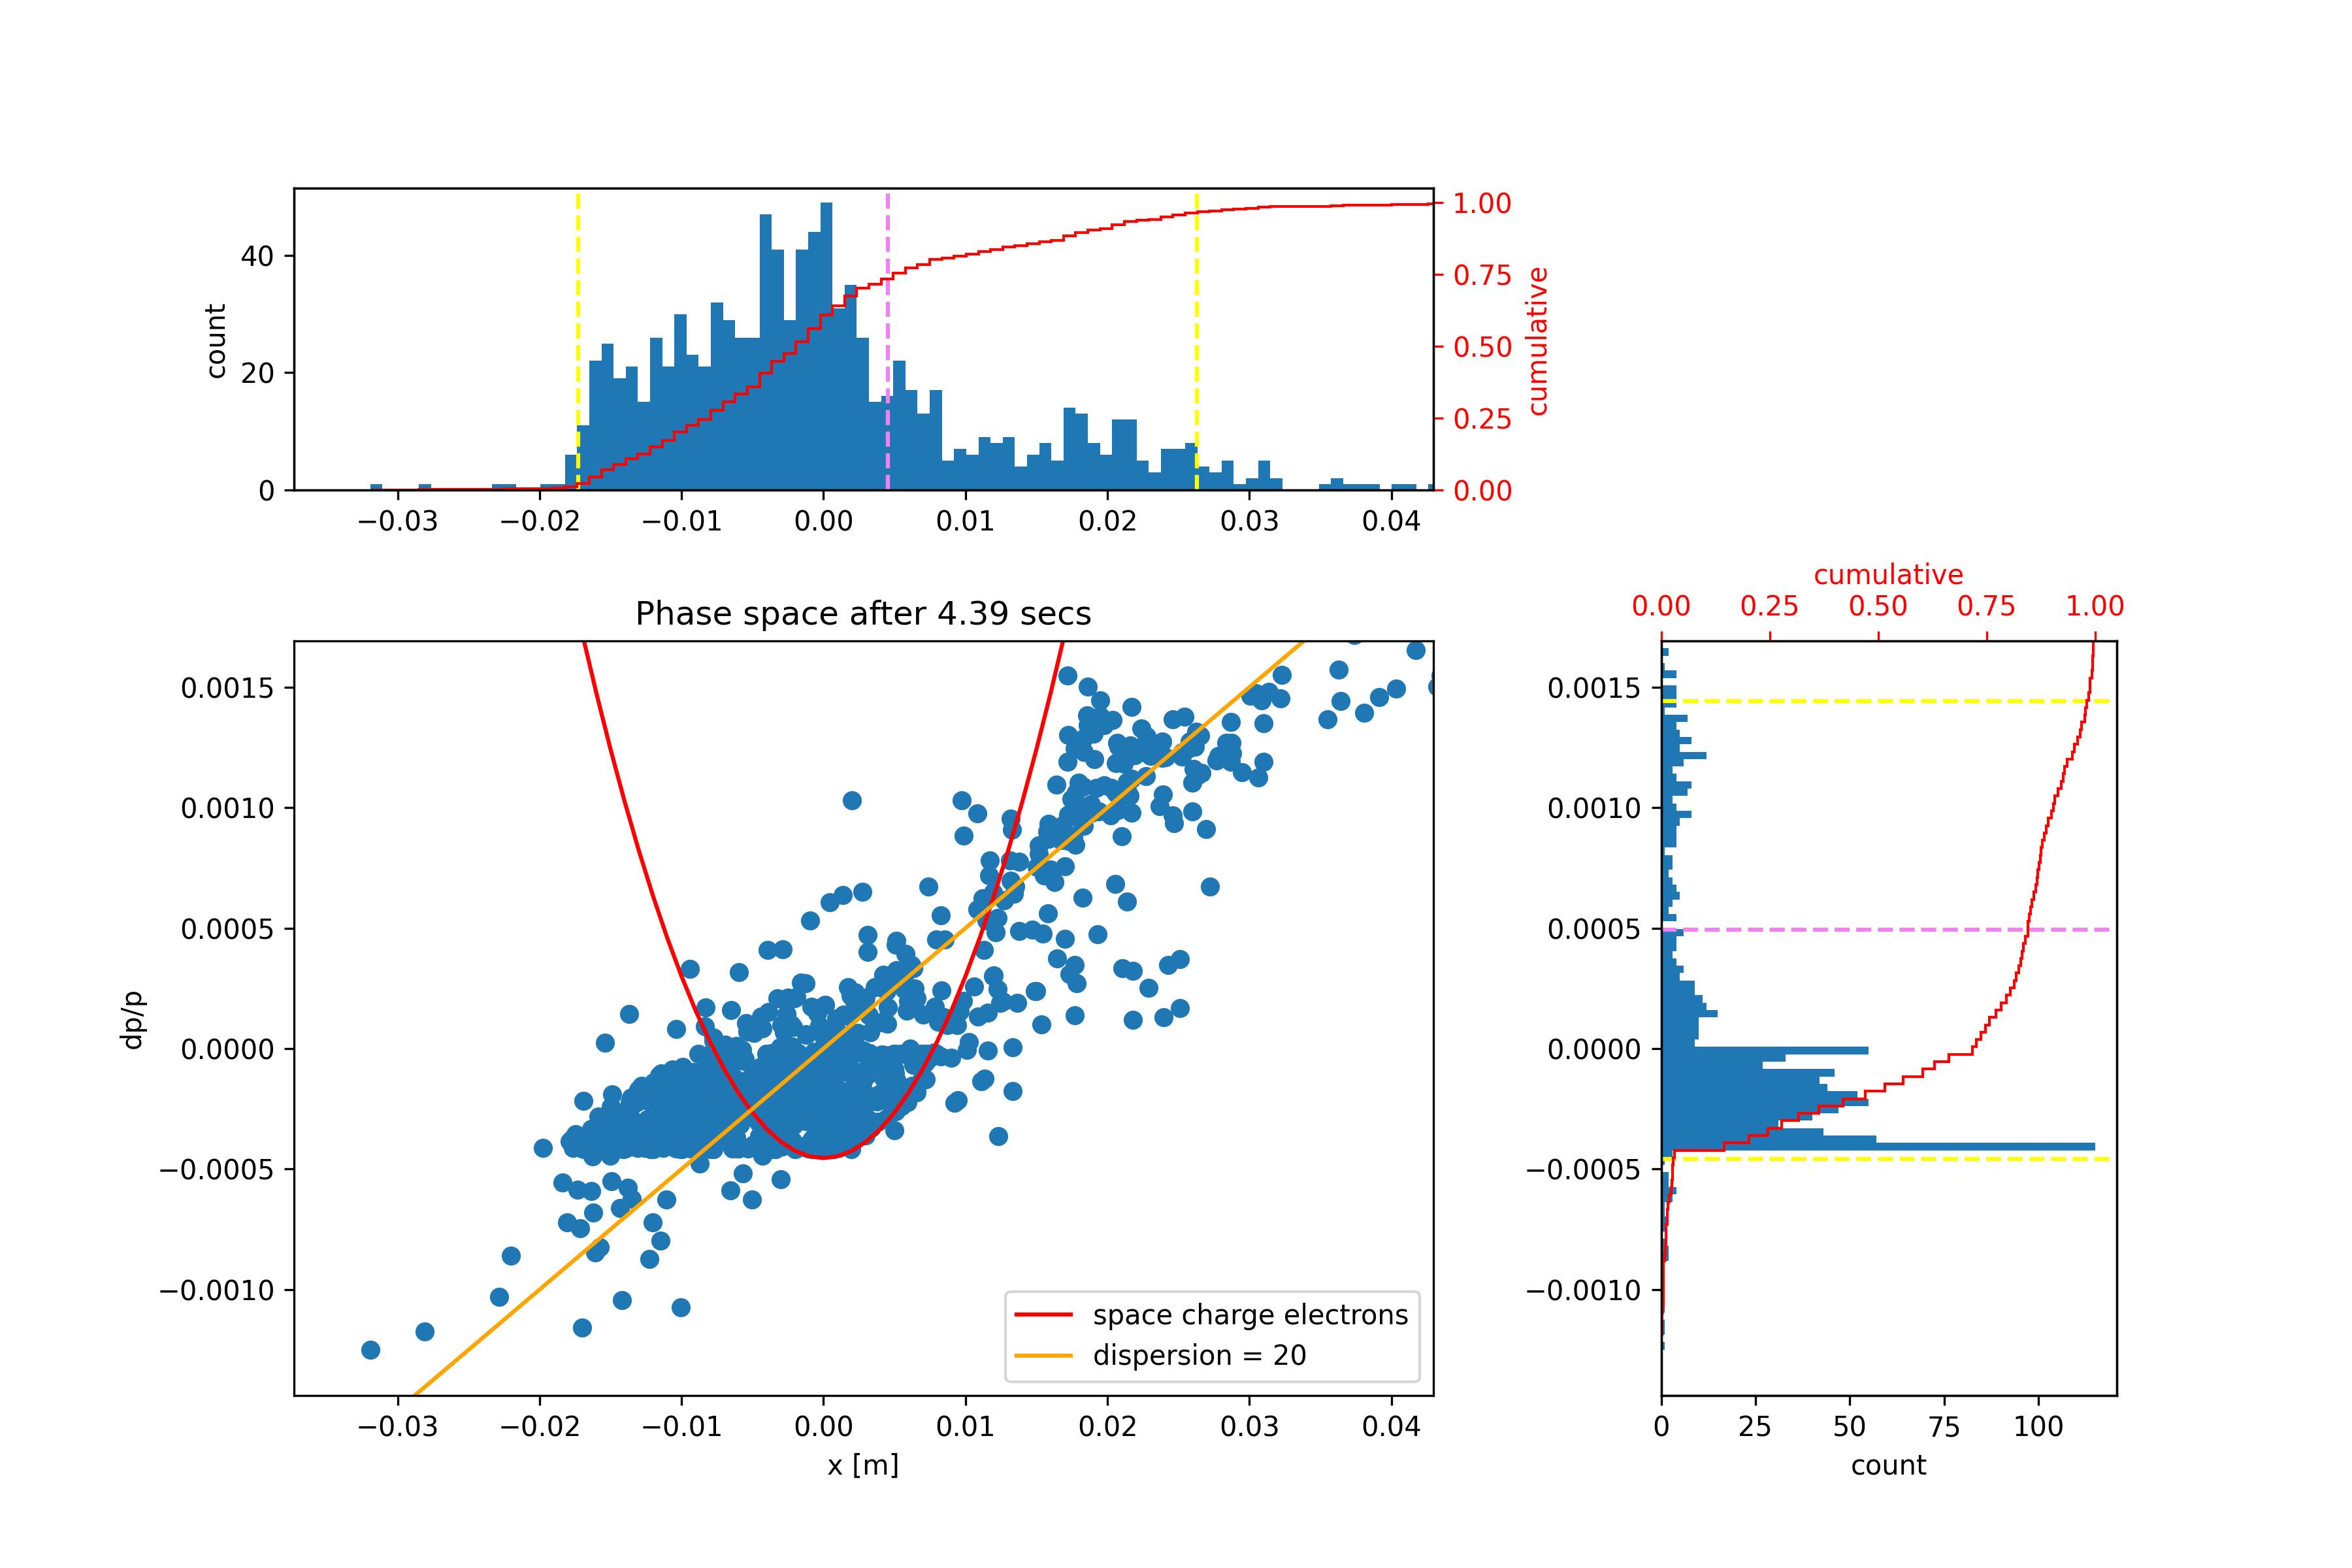 count
40
20
0
1.00
0.75
0.50
0.25
0.00
cumulative
−0.03 −0.02 −0.01 0.00 0.01 0.02 0.03 0.04
Phase space after 4.39 secs
dp/p
0.0015
0.0010
0.0005
0.0000
−0.0005
−0.0010
space charge electrons
dispersion = 20
−0.03 −0.02 −0.01 0.00 0.01 0.02 0.03 0.04
x [m]
cumulative
0.00 0.25 0.50 0.75 1.00
0.0015
0.0010
0.0005
0.0000
−0.0005
−0.0010
0 25 50 75 100
count